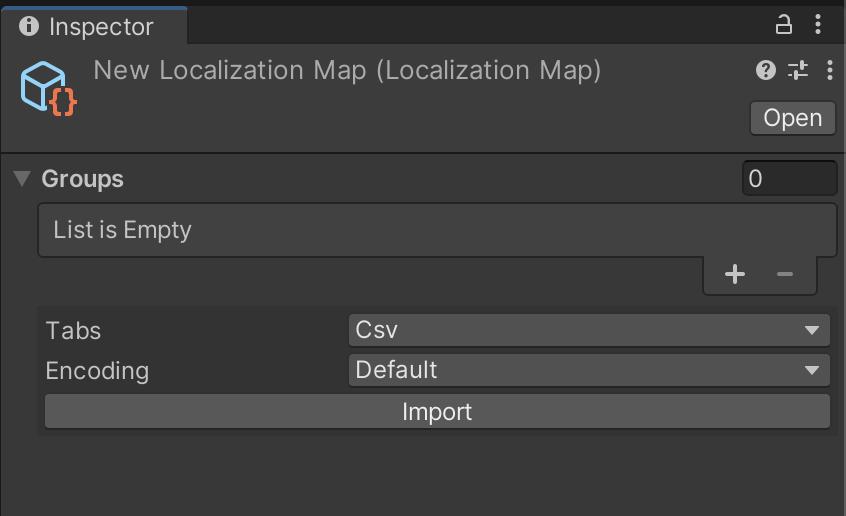 Inspector
New Localization Map (Localization Map)
Open
Groups 0
List is Empty
Tabs Csv
Encoding Default
Import